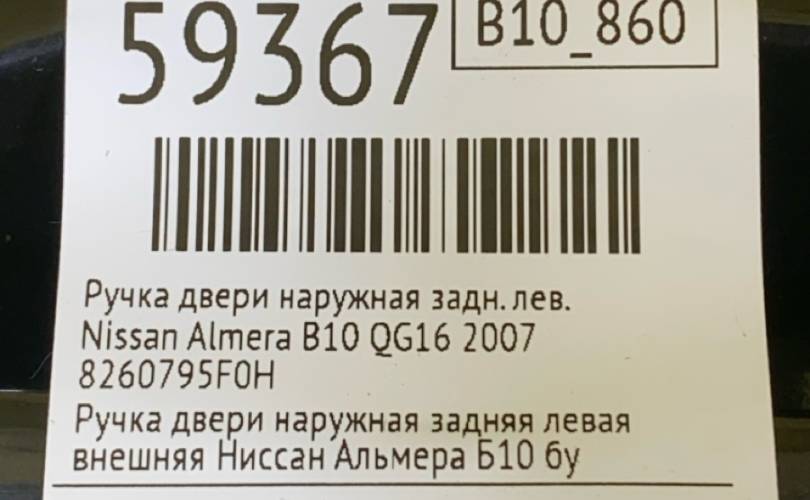 59367
B10_860
Ручка двери наружная задн. лев.
Nissan Almera B10 QG16 2007
8260795F0H
Ручка двери наружная задняя левая
внешняя Ниссан Альмера Б10 бу